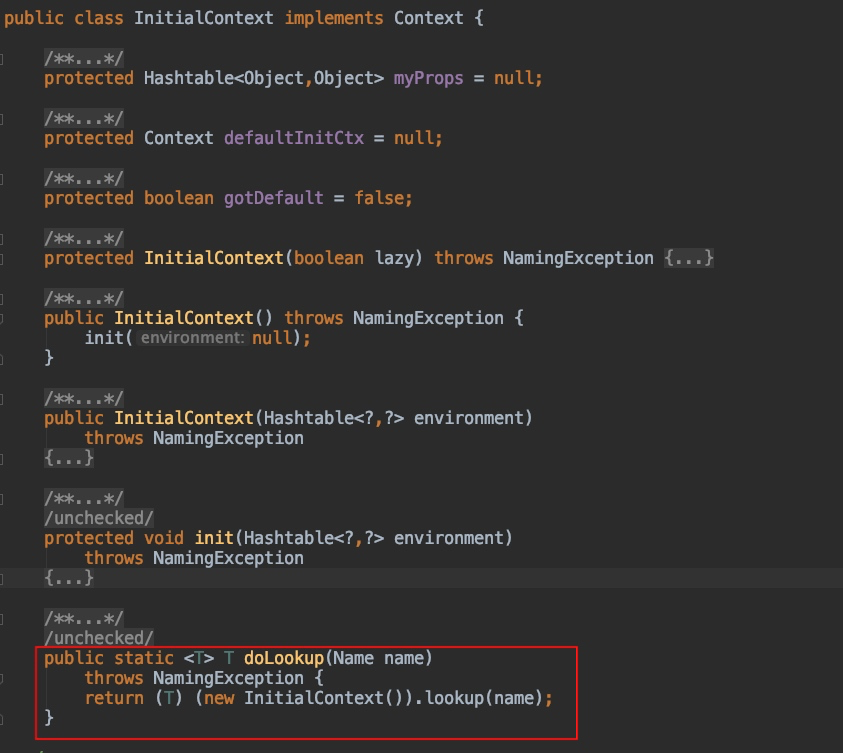 public class InitialContext implements Context {
/**...*/
protected Hashtable<Object,Object> myProps = null;
/**...*/
protected Context defaultInitCtx = null;
/**...*/
protected boolean gotDefault = false;
/**...*/
protected InitialContext(boolean lazy) throws NamingException {...}
/**...*/
public InitialContext() throws NamingException {
init( environment: null);
}
/**...*/
public InitialContext(Hashtable<?,?> environment)
throws NamingException
{...}
/**...*/
/unchecked/
protected void init(Hashtable<?,?> environment)
throws NamingException
{...}
/**...*/
/unchecked/
public static <T> T doLookup(Name name)
throws NamingException {
return (T) (new InitialContext()).lookup(name);
}